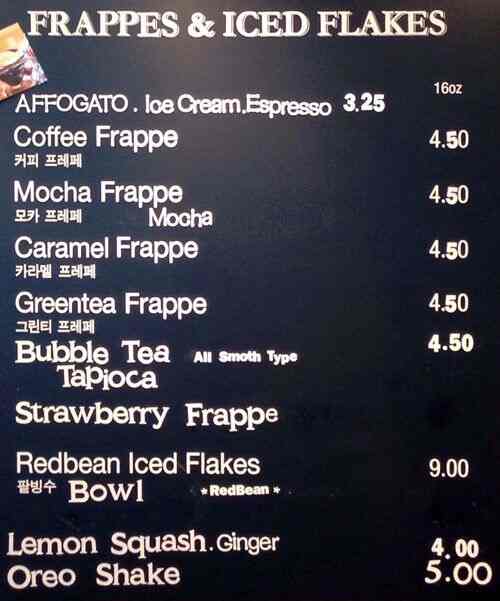 FRAPPES & ICED FLAKES
16oz
AFFOGATO . Ice Cream.Espresso 3.25
Coffee Frappe 4.50
커피 프레페
Mocha Frappe 4.50
모카 프레페 Mocha
Caramel Frappe 4.50
카라멜 프레페
Greentea Frappe 4.50
그린티 프레페
Bubble Tea All Smoth Type 4.50
Tapioca
Strawberry Frappe
Redbean Iced Flakes 9.00
팥빙수 Bowl *RedBean*
Lemon Squash.Ginger 4.00
Oreo Shake 5.00